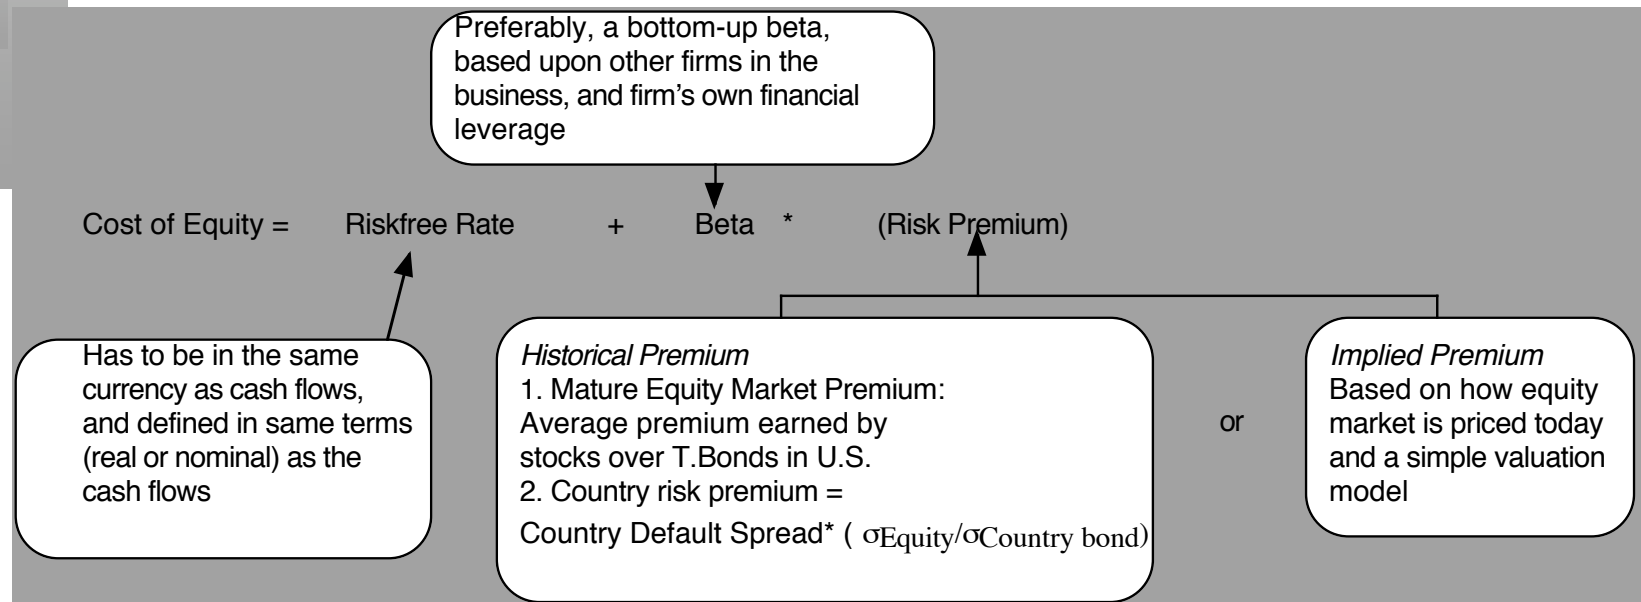 Preferably, a bottom-up beta,
based upon other firms in the
business, and firm's own financial
leverage
Cost of Equity = Riskfree Rate + Beta * (Risk Premium)
Has to be in the same
currency as cash flows,
and defined in same terms
(real or nominal) as the
cash flows
Historical Premium
1. Mature Equity Market Premium:
Average premium earned by
stocks over T.Bonds in U.S.
2. Country risk premium =
Country Default Spread* ( σEquity/σCountry bond)
or
Implied Premium
Based on how equity
market is priced today
and a simple valuation
model